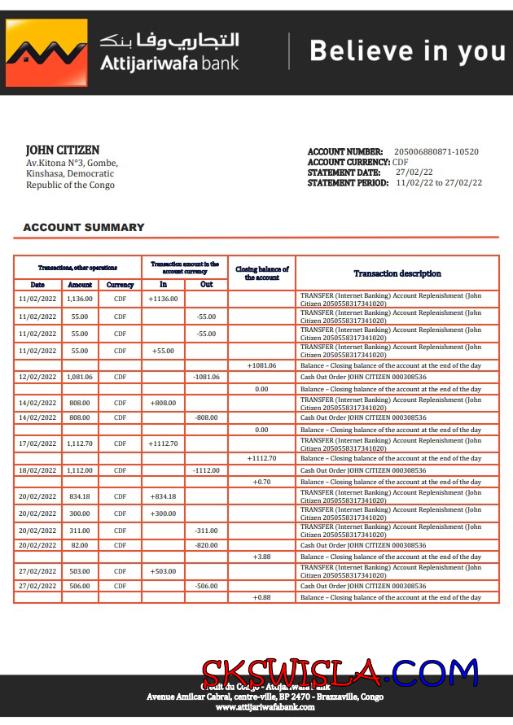 التجاري وفا بنك
Attijariwafa bank
Believe in you
JOHN CITIZEN
Av.Kitona N°3, Gombe,
Kinshasa, Democratic
Republic of the Congo
ACCOUNT NUMBER: 205006880871-10520
ACCOUNT CURRENCY: CDF
STATEMENT DATE: 27/02/22
STATEMENT PERIOD: 11/02/22 to 27/02/22
ACCOUNT SUMMARY
Transactions, other operations
Transaction amount in the
account currency
Closing balance of
the account
Transaction description
Date Amount Currency In Out
11/02/2022 1,136.00 CDF +1136.00 TRANSFER (Internet Banking) Account Replenishment (John
Citizen 2050558317341020)
11/02/2022 55.00 CDF -55.00 TRANSFER (Internet Banking) Account Replenishment (John
Citizen 2050558317341020)
11/02/2022 55.00 CDF -55.00 TRANSFER (Internet Banking) Account Replenishment (John
Citizen 2050558317341020)
11/02/2022 55.00 CDF +55.00 TRANSFER (Internet Banking) Account Replenishment (John
Citizen 2050558317341020)
+1081.06 Balance – Closing balance of the account at the end of the day
12/02/2022 1,081.06 CDF -1081.06 Cash Out Order JOHN CITIZEN 000308536
0.00 Balance – Closing balance of the account at the end of the day
14/02/2022 808.00 CDF +808.00 TRANSFER (Internet Banking) Account Replenishment (John
Citizen 2050558317341020)
14/02/2022 808.00 CDF -808.00 Cash Out Order JOHN CITIZEN 000308536
0.00 Balance – Closing balance of the account at the end of the day
17/02/2022 1,112.70 CDF +1112.70 TRANSFER (Internet Banking) Account Replenishment (John
Citizen 2050558317341020)
+1112.70 Balance – Closing balance of the account at the end of the day
18/02/2022 1,112.00 CDF -1112.00 Cash Out Order JOHN CITIZEN 000308536
+0.70 Balance – Closing balance of the account at the end of the day
20/02/2022 834.18 CDF +834.18 TRANSFER (Internet Banking) Account Replenishment (John
Citizen 2050558317341020)
20/02/2022 300.00 CDF +300.00 TRANSFER (Internet Banking) Account Replenishment (John
Citizen 2050558317341020)
20/02/2022 311.00 CDF -311.00 TRANSFER (Internet Banking) Account Replenishment (John
Citizen 2050558317341020)
20/02/2022 82.00 CDF -820.00 Cash Out Order JOHN CITIZEN 000308536
+3.88 Balance – Closing balance of the account at the end of the day
27/02/2022 503.00 CDF +503.00 TRANSFER (Internet Banking) Account Replenishment (John
Citizen 2050558317341020)
27/02/2022 506.00 CDF -506.00 Cash Out Order JOHN CITIZEN 000308536
+0.88 Balance – Closing balance of the account at the end of the day
SKSWISLA.COM
du Congo - Attijariwafa bank
Avenue Amilcar Cabral, centre-ville, BP 2470 - Brazzaville, Congo
www.attijariwafabank.com